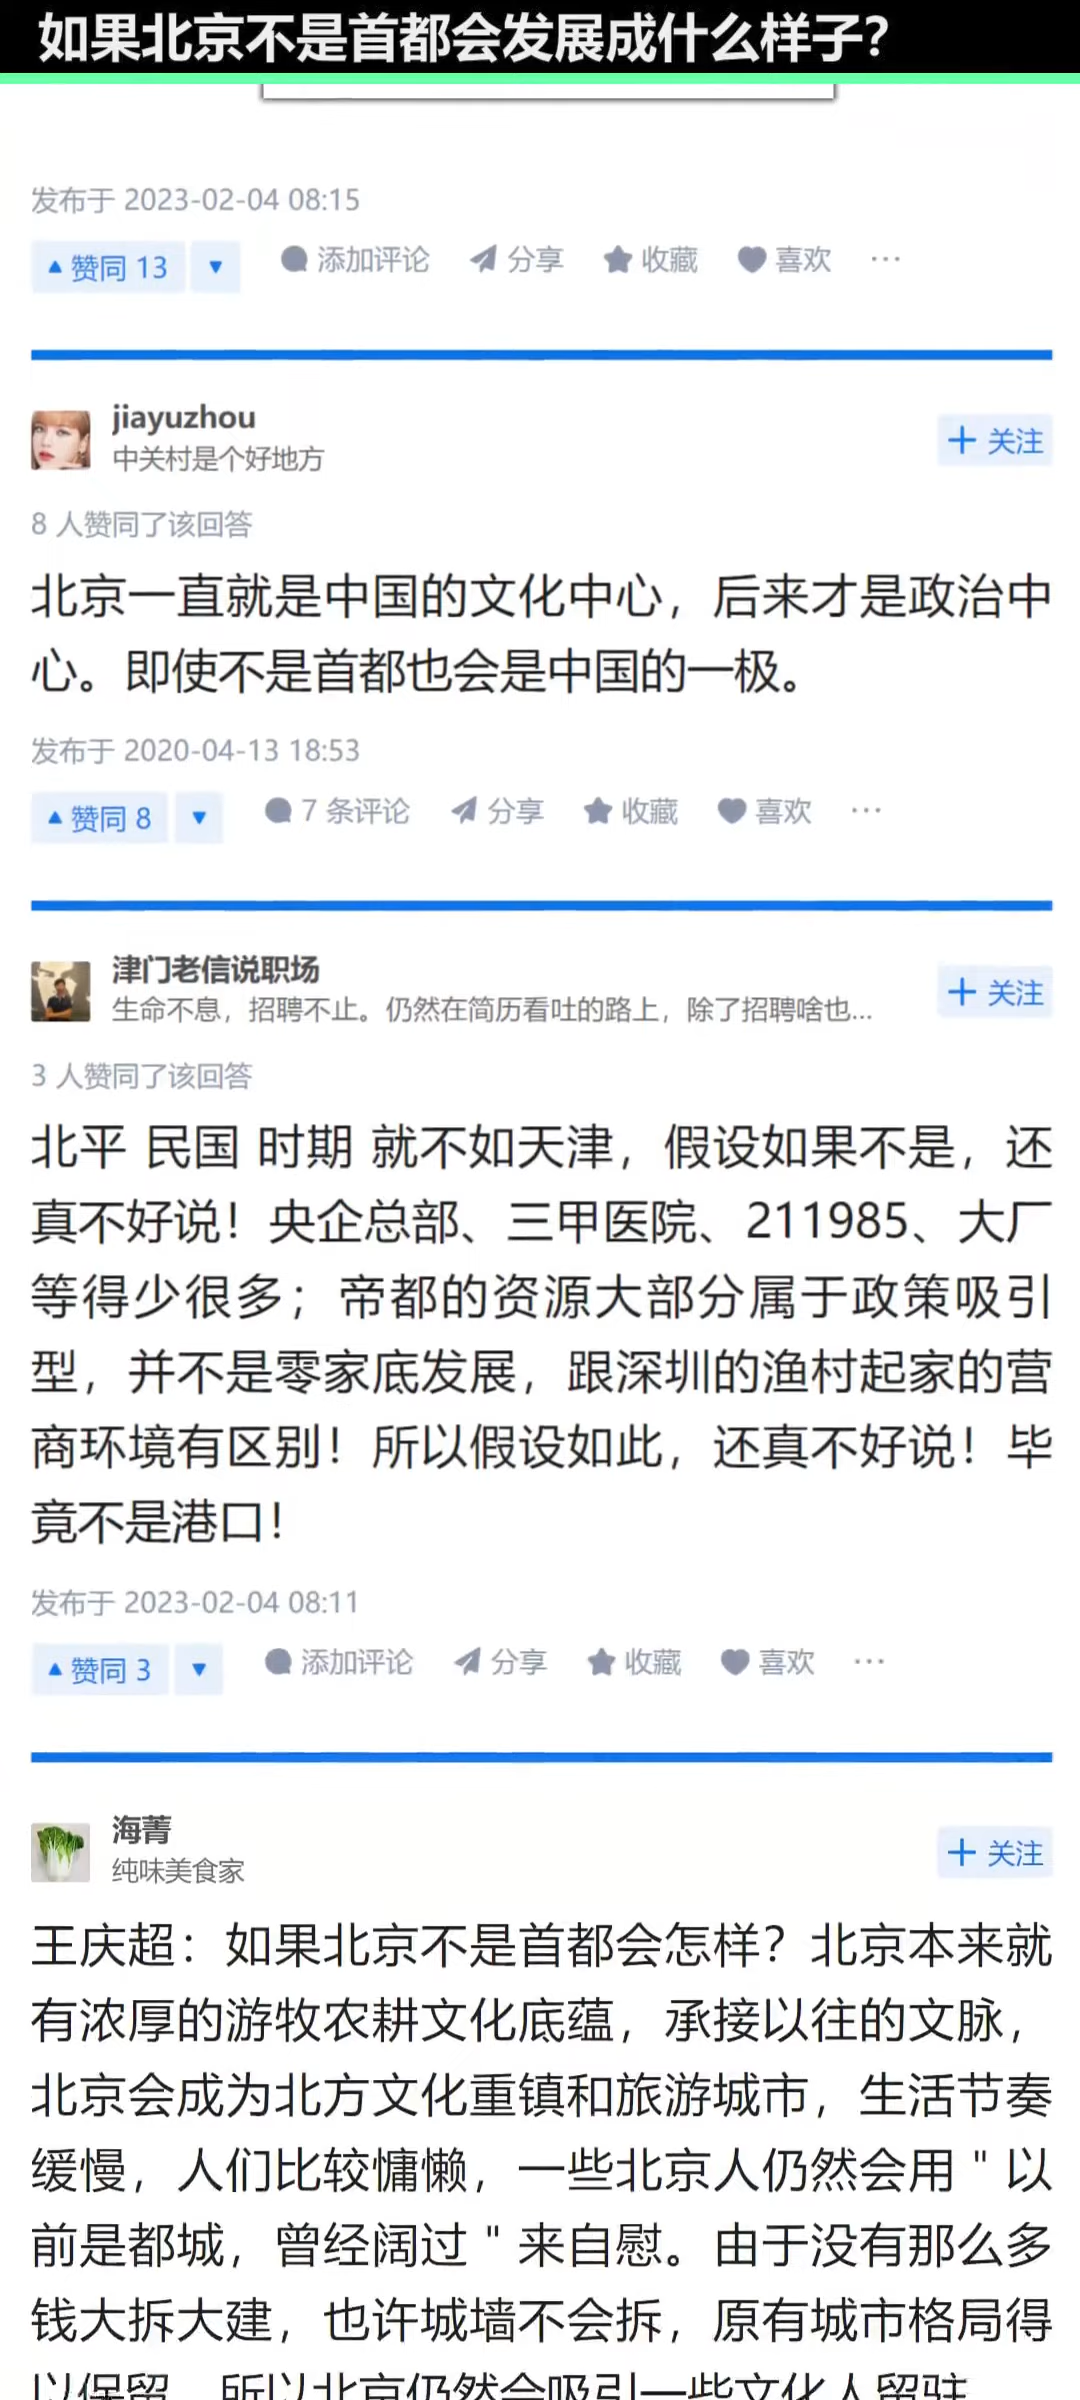 如果北京不是首都会发展成什么样子？
发布于 2023-02-04 08:15
▲ 赞同 13 ▼ 添加评论 分享 收藏 喜欢 ···
jiayuzhou
中关村是个好地方
+ 关注
8 人赞同了该回答
北京一直就是中国的文化中心，后来才是政治中
心。即使不是首都也会是中国的一极。
发布于 2020-04-13 18:53
▲ 赞同 8 ▼ 7 条评论 分享 收藏 喜欢 ···
津门老信说职场
生命不息，招聘不止。仍然在简历看吐的路上，除了招聘啥也...
+ 关注
3 人赞同了该回答
北平 民国 时期 就不如天津，假设如果不是，还
真不好说！央企总部、三甲医院、211985、大厂
等得少很多；帝都的资源大部分属于政策吸引
型，并不是零家底发展，跟深圳的渔村起家的营
商环境有区别！所以假设如此，还真不好说！毕
竟不是港口！
发布于 2023-02-04 08:11
▲ 赞同 3 ▼ 添加评论 分享 收藏 喜欢 ···
海菁
纯味美食家
+ 关注
王庆超：如果北京不是首都会怎样？北京本来就
有浓厚的游牧农耕文化底蕴，承接以往的文脉，
北京会成为北方文化重镇和旅游城市，生活节奏
缓慢，人们比较慵懒，一些北京人仍然会用 " 以
前是都城，曾经阔过 " 来自慰。由于没有那么多
钱大拆大建，也许城墙不会拆，原有城市格局得
以保留，所以北京仍然会吸引一些文化人留驻